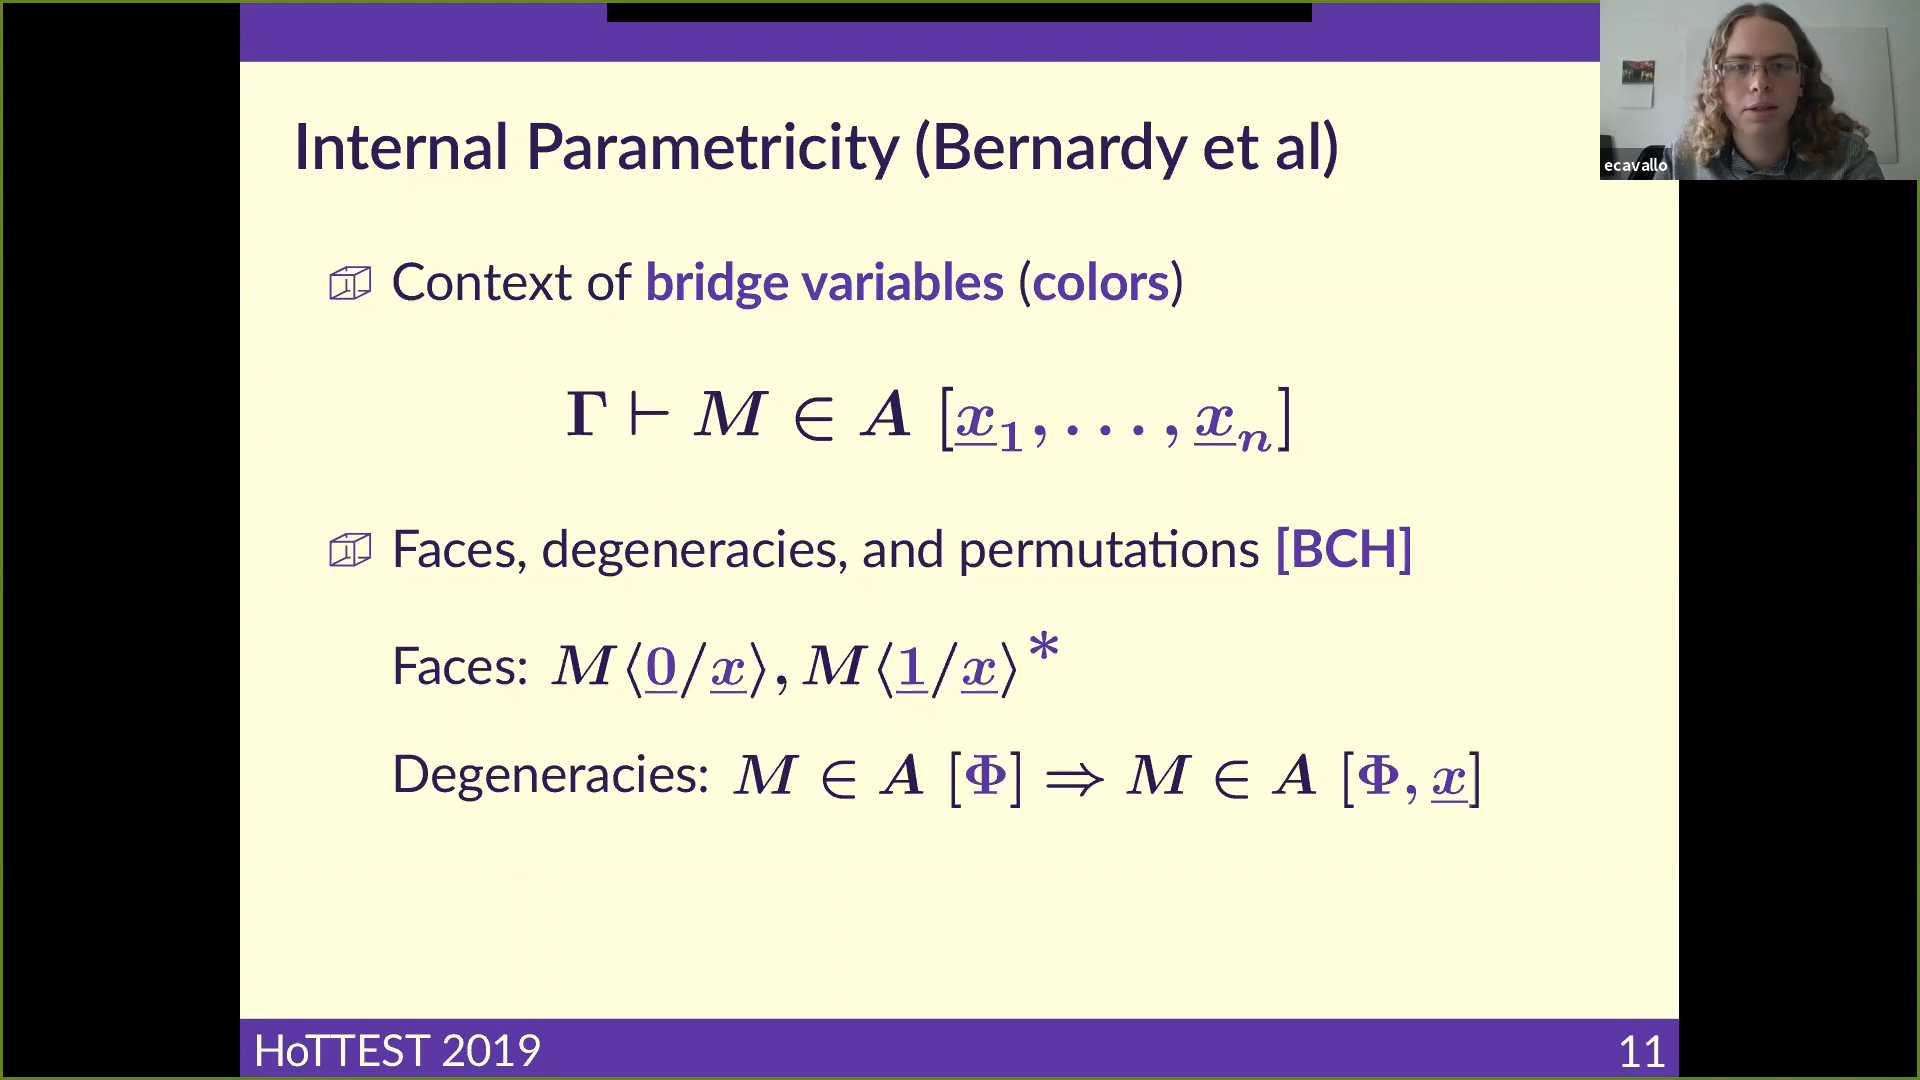 Internal Parametricity (Bernardy et al)
ecavallo
Context of bridge variables (colors)
Γ ⊢ M ∈ A [x₁, . . . , xₙ]
Faces, degeneracies, and permutations [BCH]
Faces: M⟨0/x⟩, M⟨1/x⟩*
Degeneracies: M ∈ A [Φ] ⇒ M ∈ A [Φ, x]
HoTTEST 2019
11